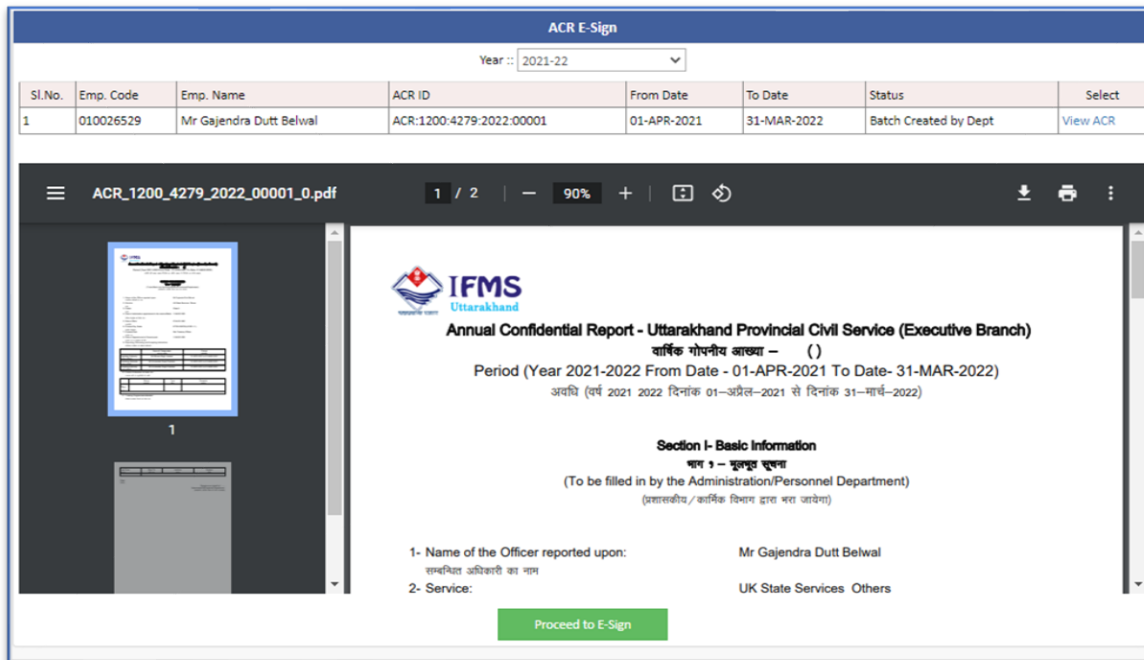 ACR E-Sign
Year :: 2021-22
Sl.No. Emp. Code Emp. Name ACR ID From Date To Date Status Select
1 010026529 Mr Gajendra Dutt Belwal ACR:1200:4279:2022:00001 01-APR-2021 31-MAR-2022 Batch Created by Dept View ACR
ACR_1200_4279_2022_00001_0.pdf 1 / 2 90%
1
IFMS
Uttarakhand
Annual Confidential Report - Uttarakhand Provincial Civil Service (Executive Branch)
वार्षिक गोपनीय आख्या – ( )
Period (Year 2021-2022 From Date - 01-APR-2021 To Date- 31-MAR-2022)
अवधि (वर्ष 2021 2022 दिनांक 01–अप्रैल–2021 से दिनांक 31–मार्च–2022)
Section I- Basic Information
भाग १ – मूलभूत सूचना
(To be filled in by the Administration/Personnel Department)
(प्रशासकीय/कार्मिक विभाग द्वारा भरा जायेगा)
1- Name of the Officer reported upon: Mr Gajendra Dutt Belwal
सम्बन्धित अधिकारी का नाम
2- Service: UK State Services Others
Proceed to E-Sign